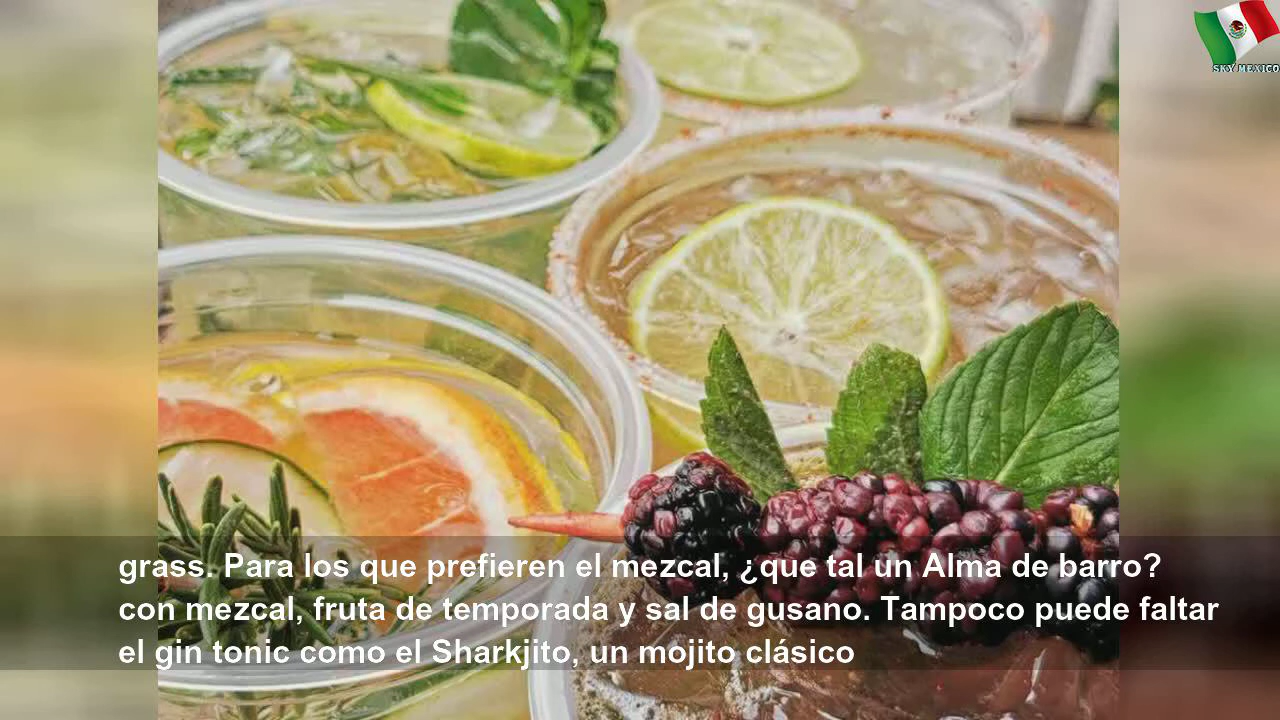 SKY MEXICO
grass. Para los que prefieren el mezcal, ¿que tal un Alma de barro?
con mezcal, fruta de temporada y sal de gusano. Tampoco puede faltar
el gin tonic como el Sharkjito, un mojito clásico